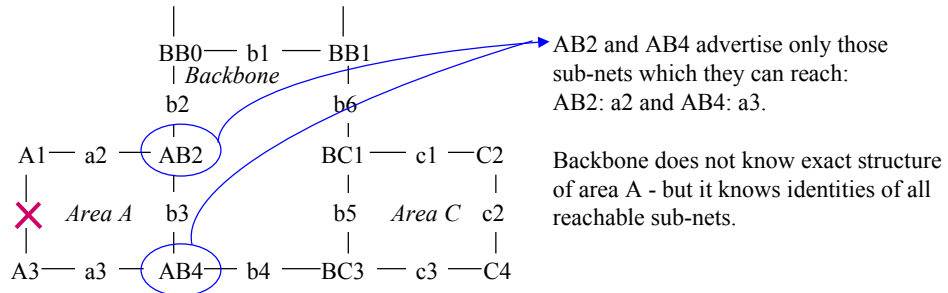 BB0 b1 BB1
Backbone
b2 b6
A1 a2 AB2 BC1 c1 C2
Area A b3 b5 Area C c2
A3 a3 AB4 b4 BC3 c3 C4
AB2 and AB4 advertise only those
sub-nets which they can reach:
AB2: a2 and AB4: a3.
Backbone does not know exact structure
of area A - but it knows identities of all
reachable sub-nets.